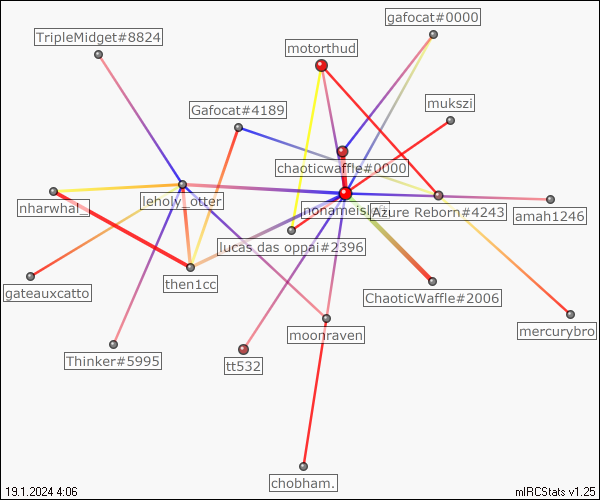 gafocat#0000
TripleMidget#8824
motorthud
mukszi
Gafocat#4189
chaoticwaffle#0000
leholy_otter
nharwhal_
Azure Reborn#4243
amah1246
lucas das oppai#2396
then1cc
gateauxcatto
ChaoticWaffle#2006
mercurybro
moonraven
Thinker#5995
tt532
chobham.
19.1.2024 4:06
mIRCStats v1.25